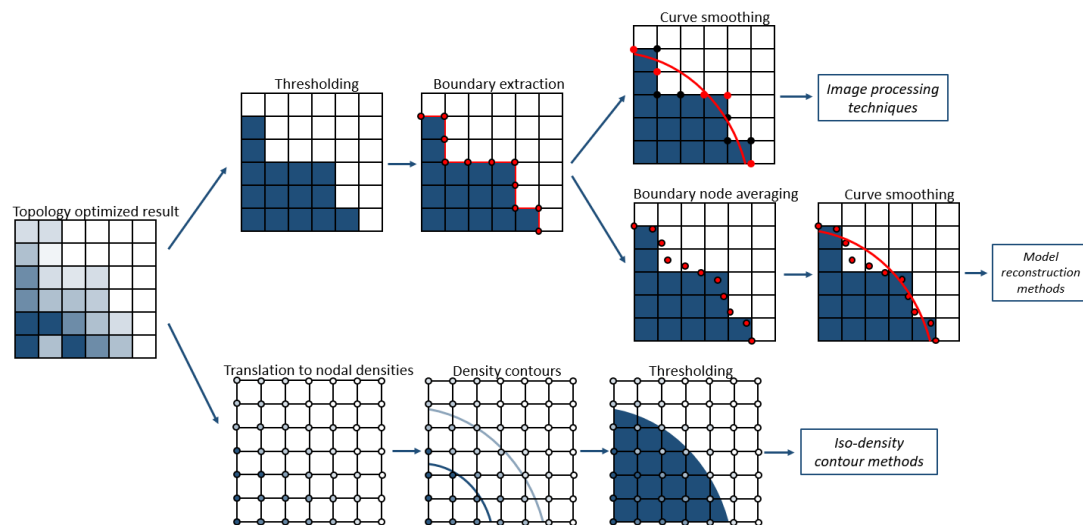 Curve smoothing
Thresholding
Boundary extraction
Image processing
techniques
Topology optimized result
Boundary node averaging
Curve smoothing
Model
reconstruction
methods
Translation to nodal densities
Density contours
Thresholding
Iso-density
contour methods